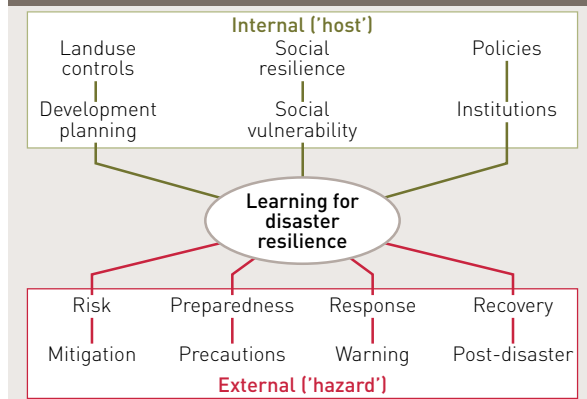 Internal ('host')
Landuse controls
Social resilience
Policies
Development planning
Social vulnerability
Institutions
Learning for
disaster
resilience
Risk
Preparedness
Response
Recovery
Mitigation
Precautions
Warning
Post-disaster
External ('hazard')